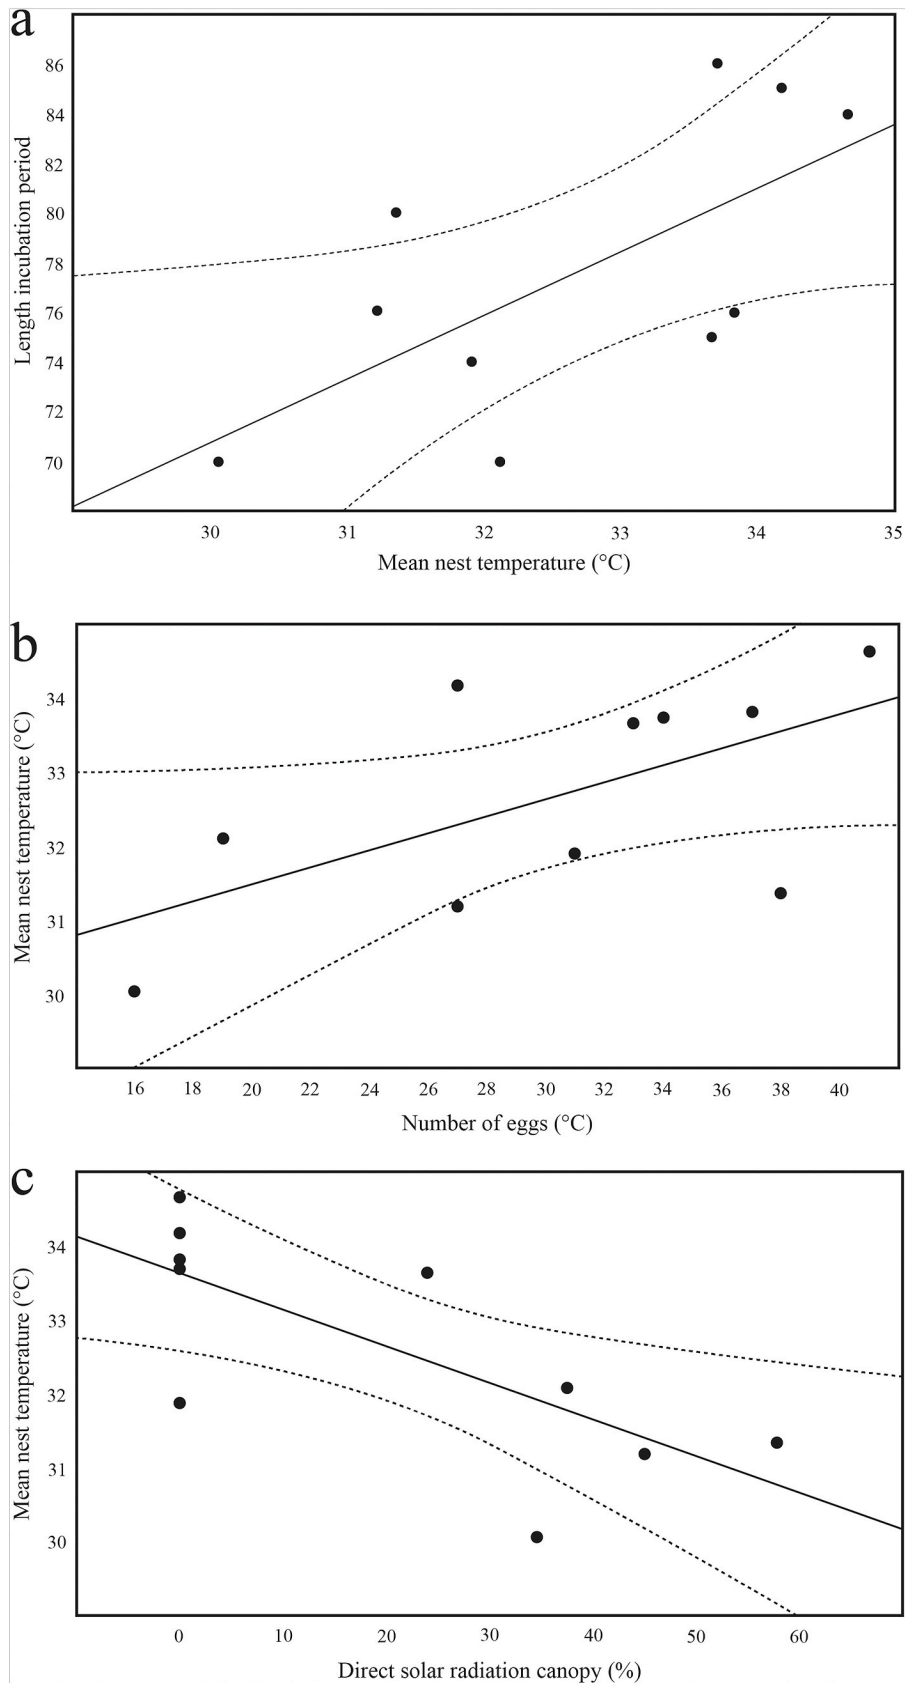 a
86
84
82
80
78
76
74
72
70
Length incubation period
30 31 32 33 34 35
Mean nest temperature (°C)
b
34
33
32
31
30
Mean nest temperature (°C)
16 18 20 22 24 26 28 30 32 34 36 38 40
Number of eggs (°C)
c
34
33
32
31
30
Mean nest temperature (°C)
0 10 20 30 40 50 60
Direct solar radiation canopy (%)